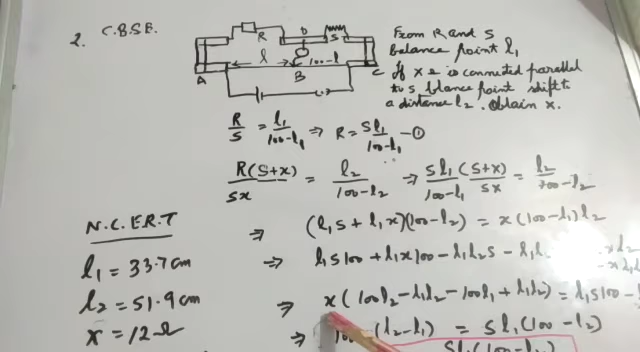 2. C.B.S.E.
R D S
l 100-l
A B C
From R and S
balance point l₁
If x is connected parallel
to S blance point shift to
a distance l₂. Obtain x.
R/S = l₁/100-l₁ ⇒ R = Sl₁/100-l₁ -①
R(S+x)/Sx = l₂/100-l₂ ⇒ Sl₁/100-l₁ (S+x)/Sx = l₂/100-l₂
N.C.E.R.T ⇒ (l₁S + l₁x)(100-l₂) = x(100-l₁)l₂
l₁ = 33.7cm ⇒ l₁S100 + l₁x100 - l₁l₂S - l₁l
l₂ = 51.9cm ⇒ x(100l₂ - l₁l₂ - 100l₁ + l₁l₂) = l₁S100 -
x = 12Ω ⇒ (l₂-l₁) = Sl₁(100-l₂)